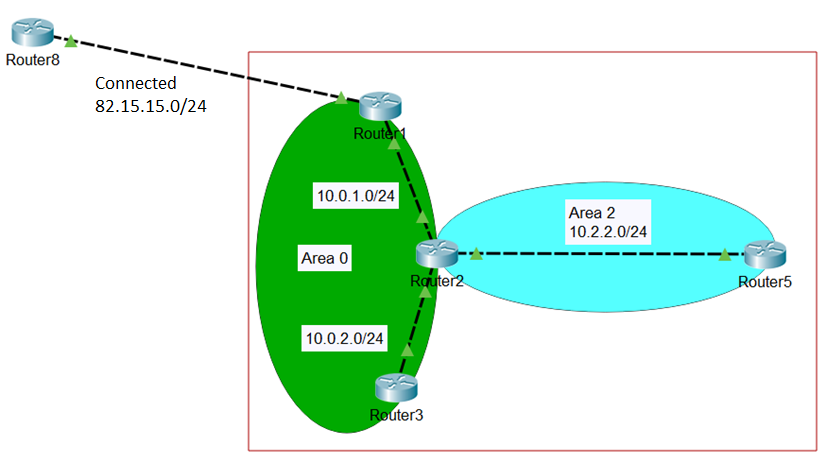 Router8
Connected
82.15.15.0/24
Router1
10.0.1.0/24
Area 2
10.2.2.0/24
Area 0
Router2
Router5
10.0.2.0/24
Router3